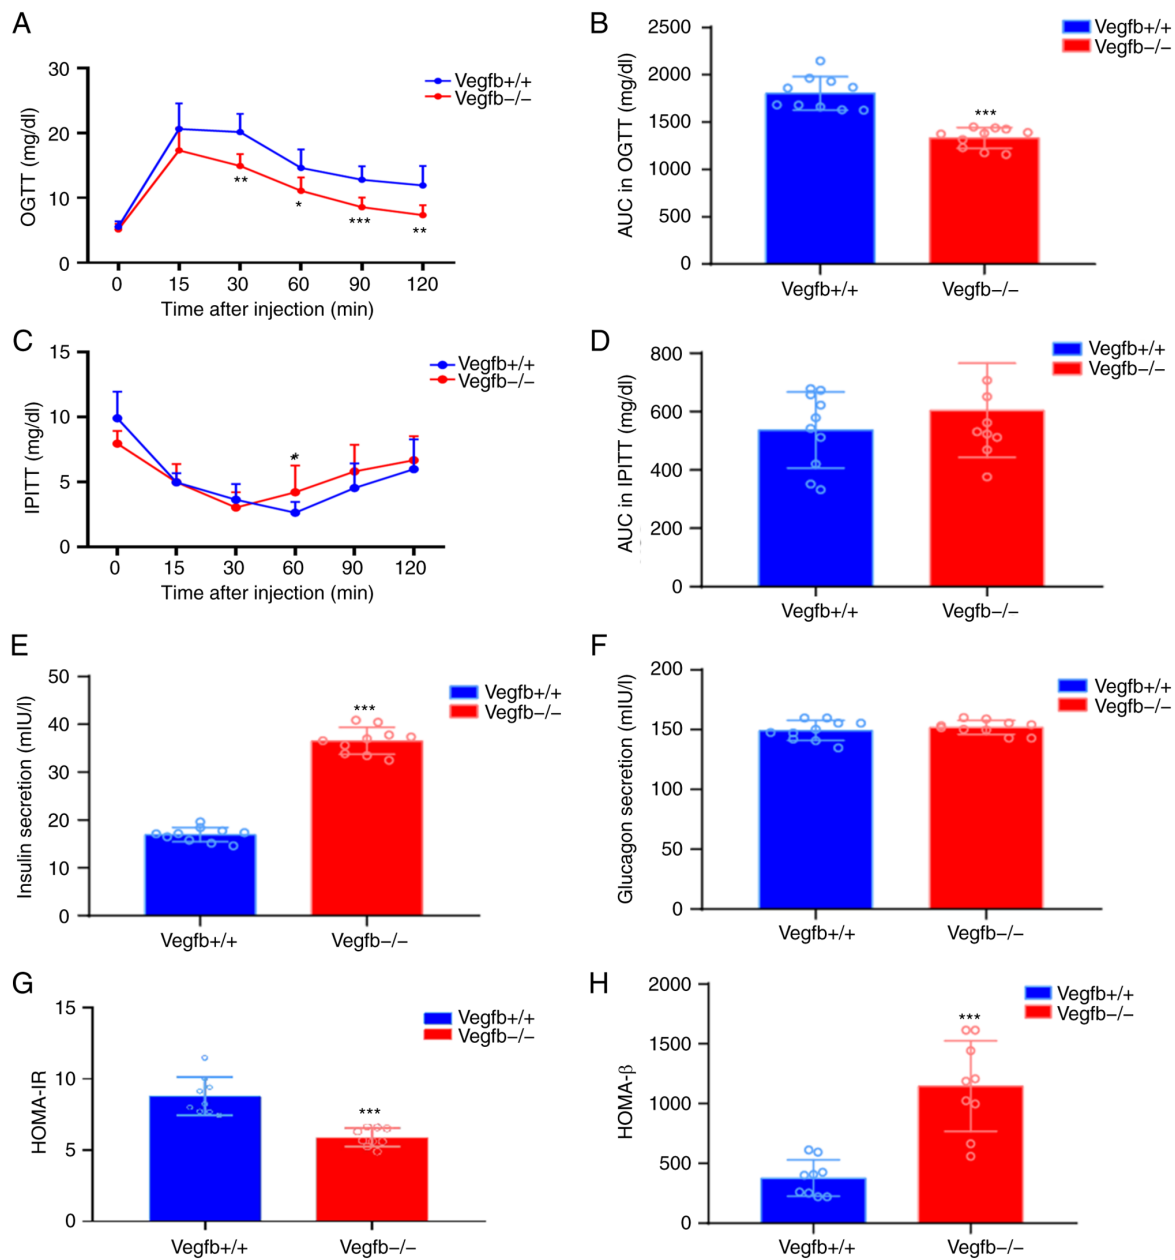 A
OGTT (mg/dl)
30
20
10
0
0 15 30 60 90 120
Time after injection (min)
Vegfb+/+
Vegfb−/−
**
*
***
**
B
AUC in OGTT (mg/dl)
2500
2000
1500
1000
500
0
Vegfb+/+
Vegfb−/−
***
Vegfb+/+ Vegfb−/−
C
IPITT (mg/dl)
15
10
5
0
0 15 30 60 90 120
Time after injection (min)
Vegfb+/+
Vegfb−/−
*
D
AUC in IPITT (mg/dl)
800
600
400
200
0
Vegfb+/+
Vegfb−/−
Vegfb+/+ Vegfb−/−
E
Insulin secretion (mIU/l)
50
40
30
20
10
0
Vegfb+/+
Vegfb−/−
***
Vegfb+/+ Vegfb−/−
F
Glucagon secretion (mIU/l)
200
150
100
50
0
Vegfb+/+
Vegfb−/−
Vegfb+/+ Vegfb−/−
G
HOMA-IR
15
10
5
0
Vegfb+/+
Vegfb−/−
***
Vegfb+/+ Vegfb−/−
H
HOMA-β
2000
1500
1000
500
0
Vegfb+/+
Vegfb−/−
***
Vegfb+/+ Vegfb−/−